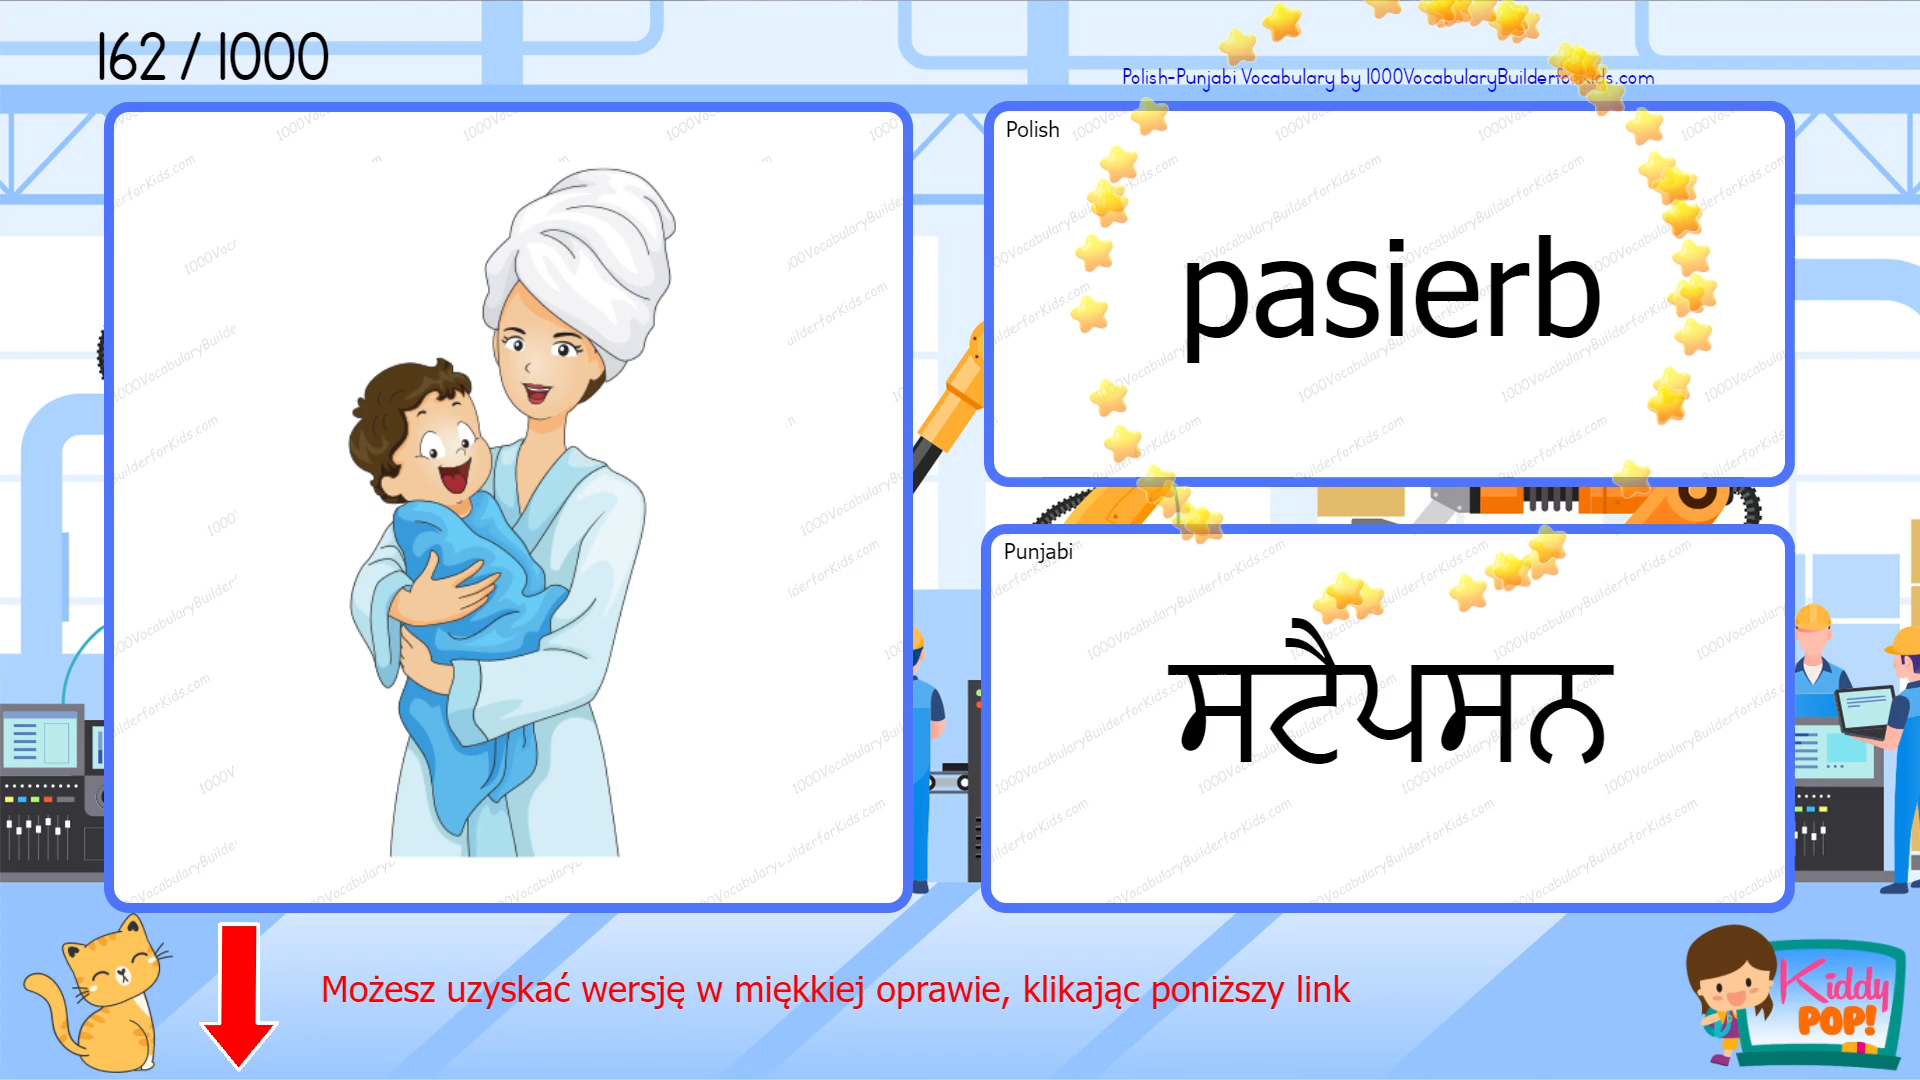 162 / 1000
Polish-Punjabi Vocabulary by 1000VocabularyBuilderforKids.com
Polish
pasierb
Punjabi
ਸਟੈਪਸਨ
Możesz uzyskać wersję w miękkiej oprawie, klikając poniższy link
Kiddy
POP!